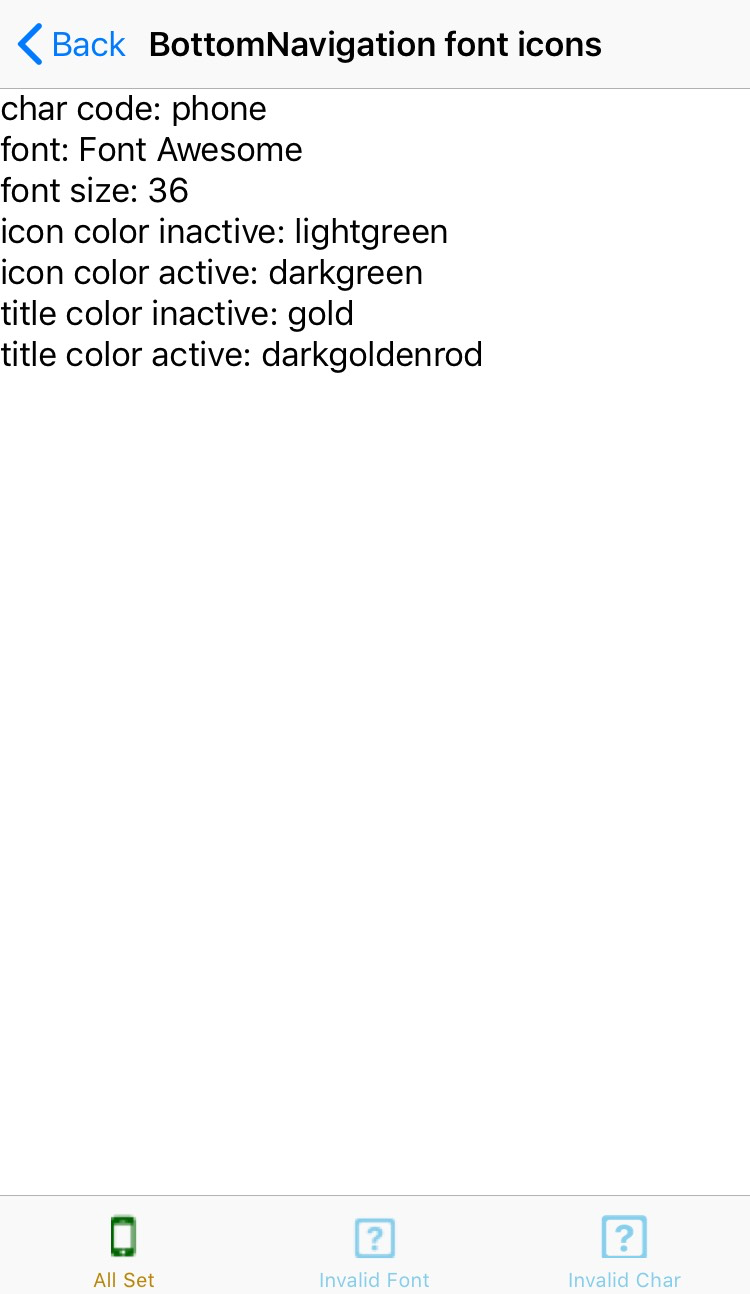 Back BottomNavigation font icons
char code: phone
font: Font Awesome
font size: 36
icon color inactive: lightgreen
icon color active: darkgreen
title color inactive: gold
title color active: darkgoldenrod
? ?
All Set Invalid Font Invalid Char